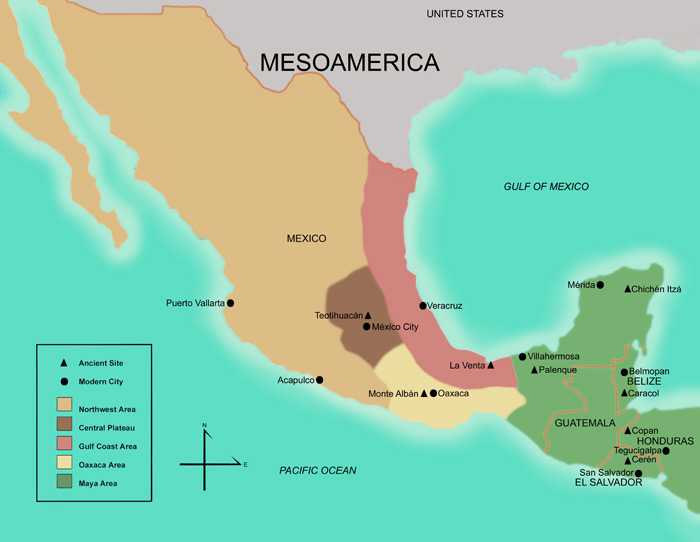 UNITED STATES
MESOAMERICA
GULF OF MEXICO
MEXICO
Mérida
Chichén Itzá
Puerto Vallarta
Veracruz
Teotihuacán
México City
Villahermosa
La Venta
Palenque
Belmopan
BELIZE
Acapulco
Monte Albán
Oaxaca
Caracol
GUATEMALA
Copan
HONDURAS
Tegucigalpa
Cerén
San Salvador
EL SALVADOR
PACIFIC OCEAN
N
E
Ancient Site
Modern City
Northwest Area
Central Plateau
Gulf Coast Area
Oaxaca Area
Maya Area